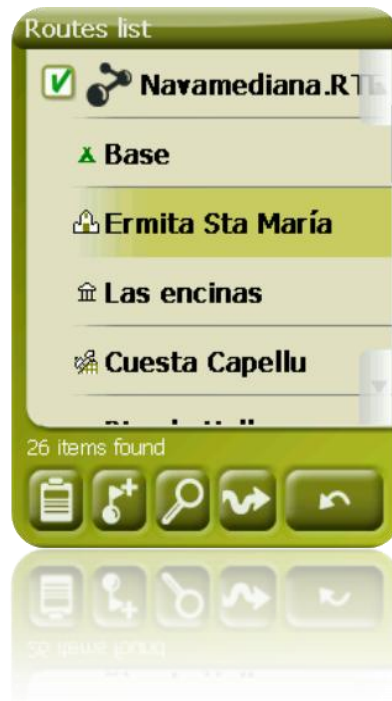 Routes list
Navamediana.RT
Base
Ermita Sta María
Las encinas
Cuesta Capellu
26 items found